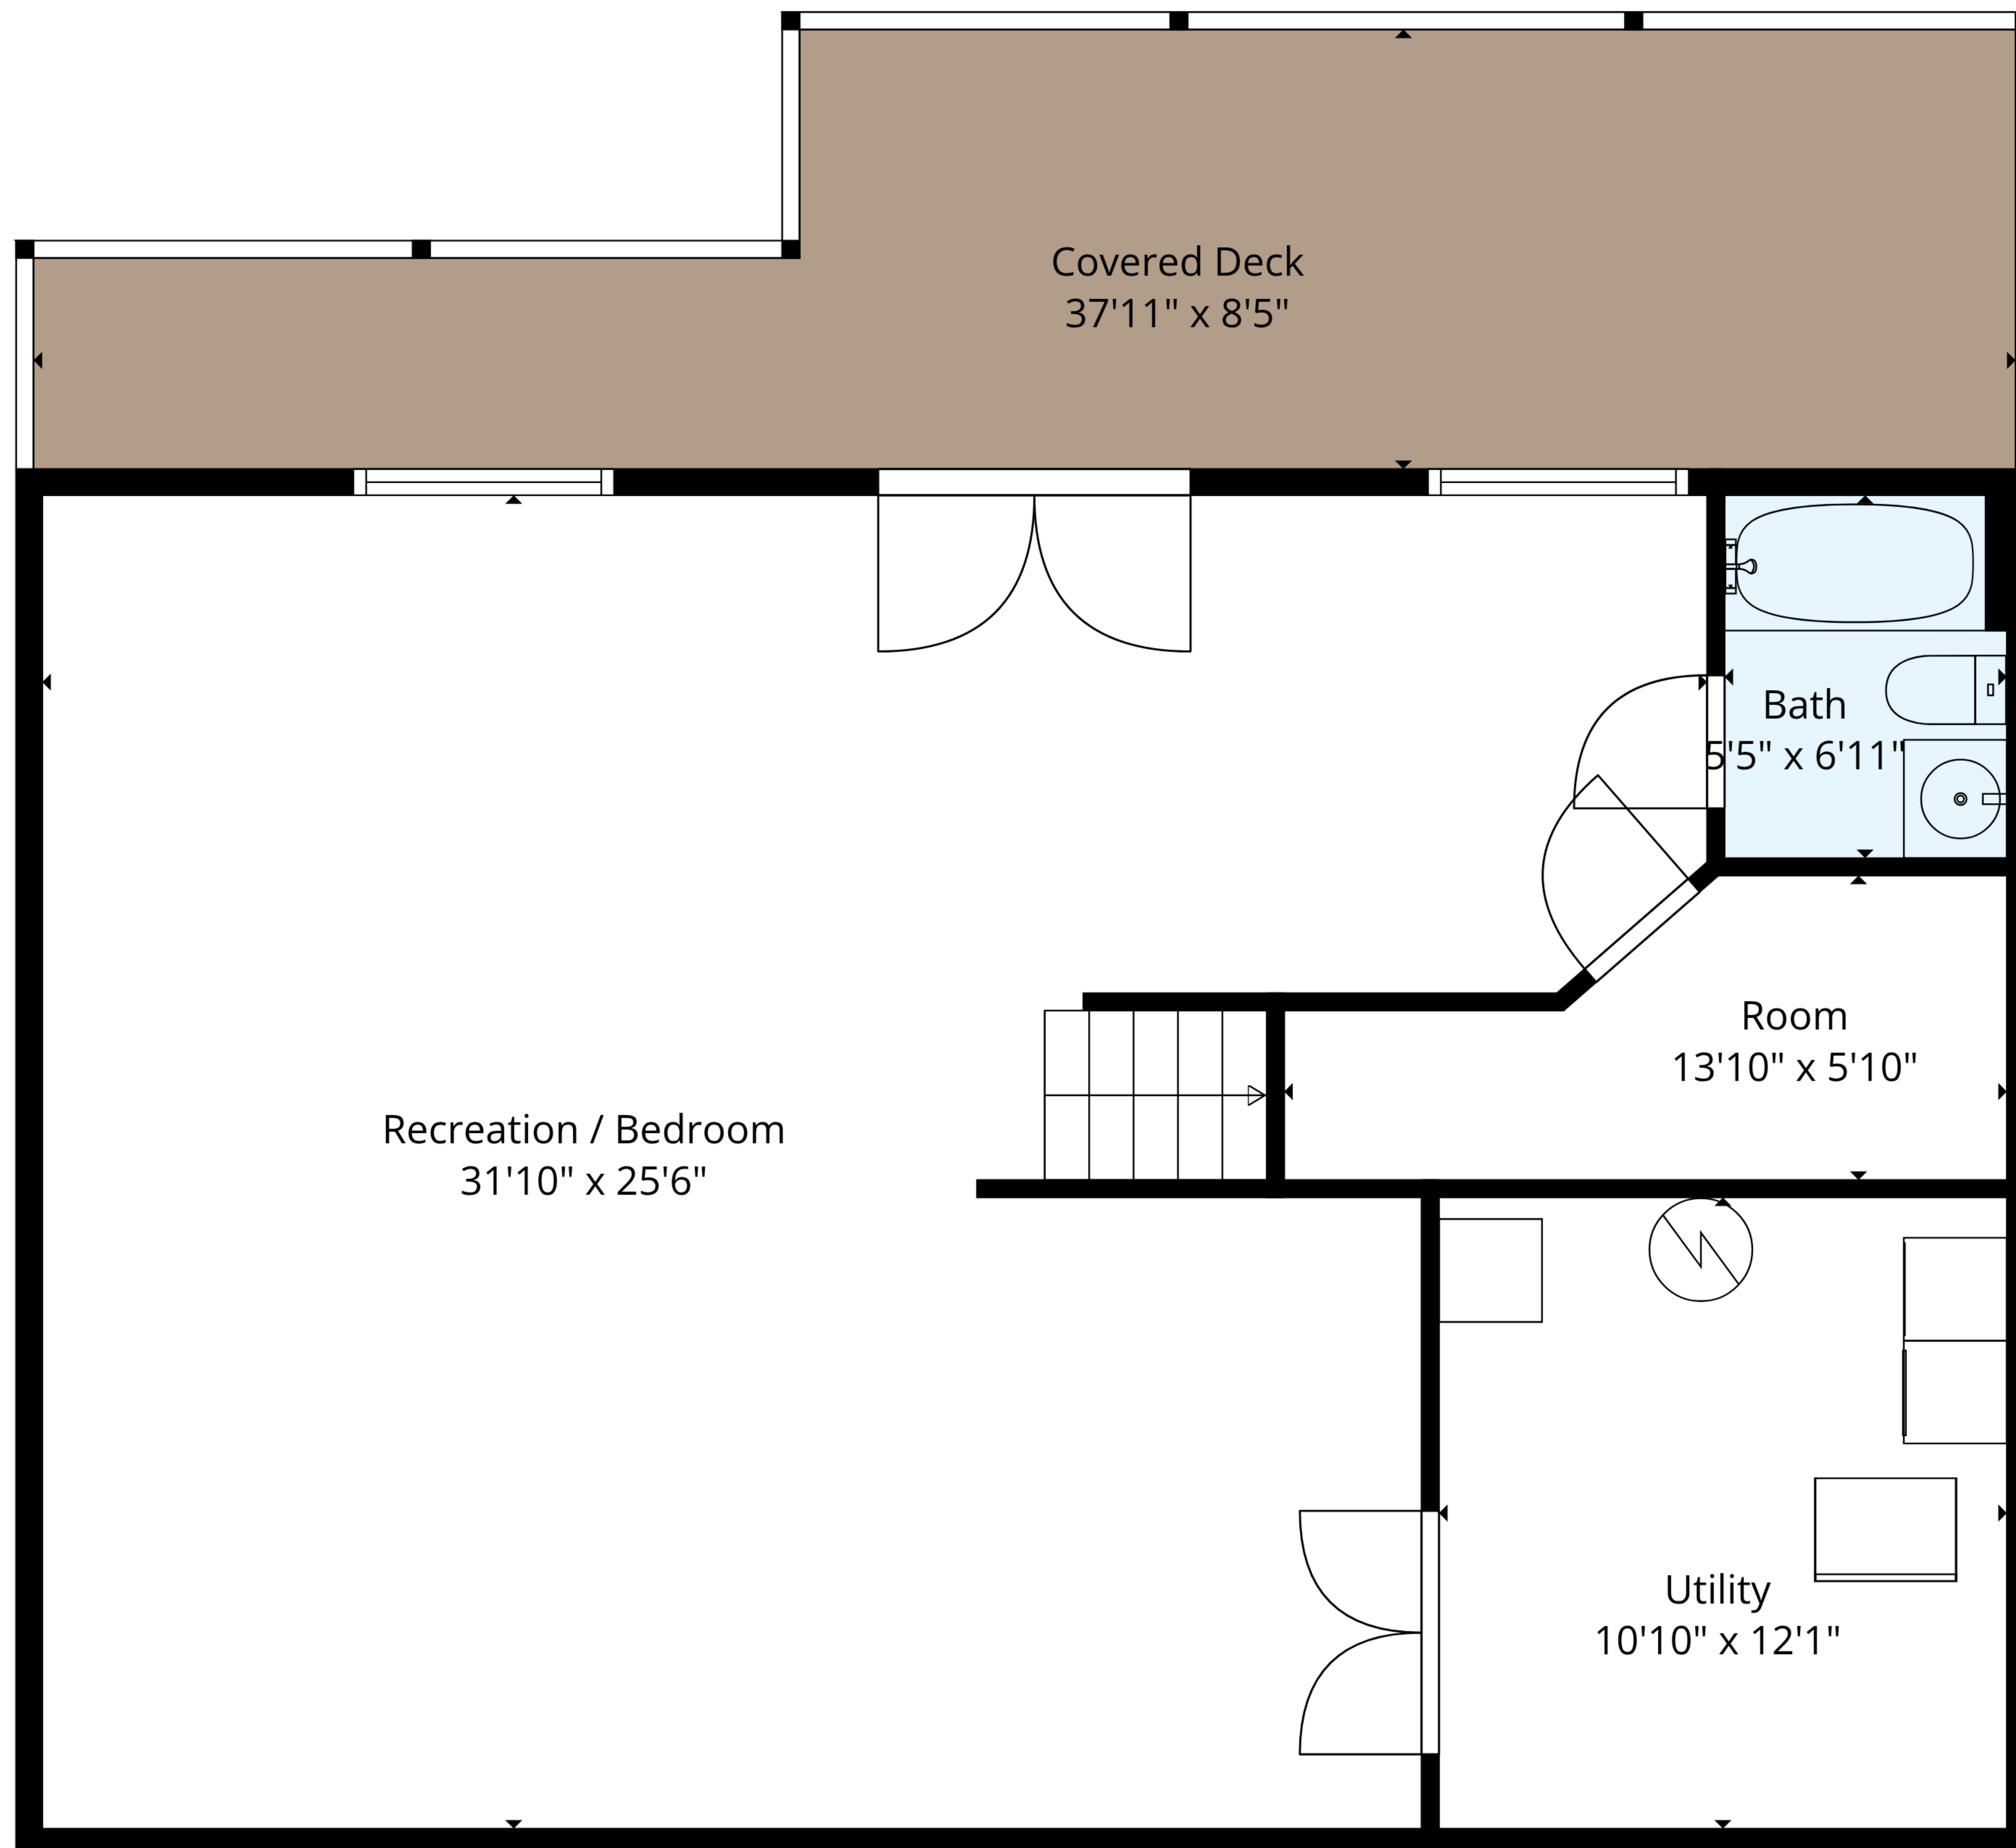 Covered Deck
37'11" x 8'5"
Bath
5'5" x 6'11"
Room
13'10" x 5'10"
Recreation / Bedroom
31'10" x 25'6"
Utility
10'10" x 12'1"